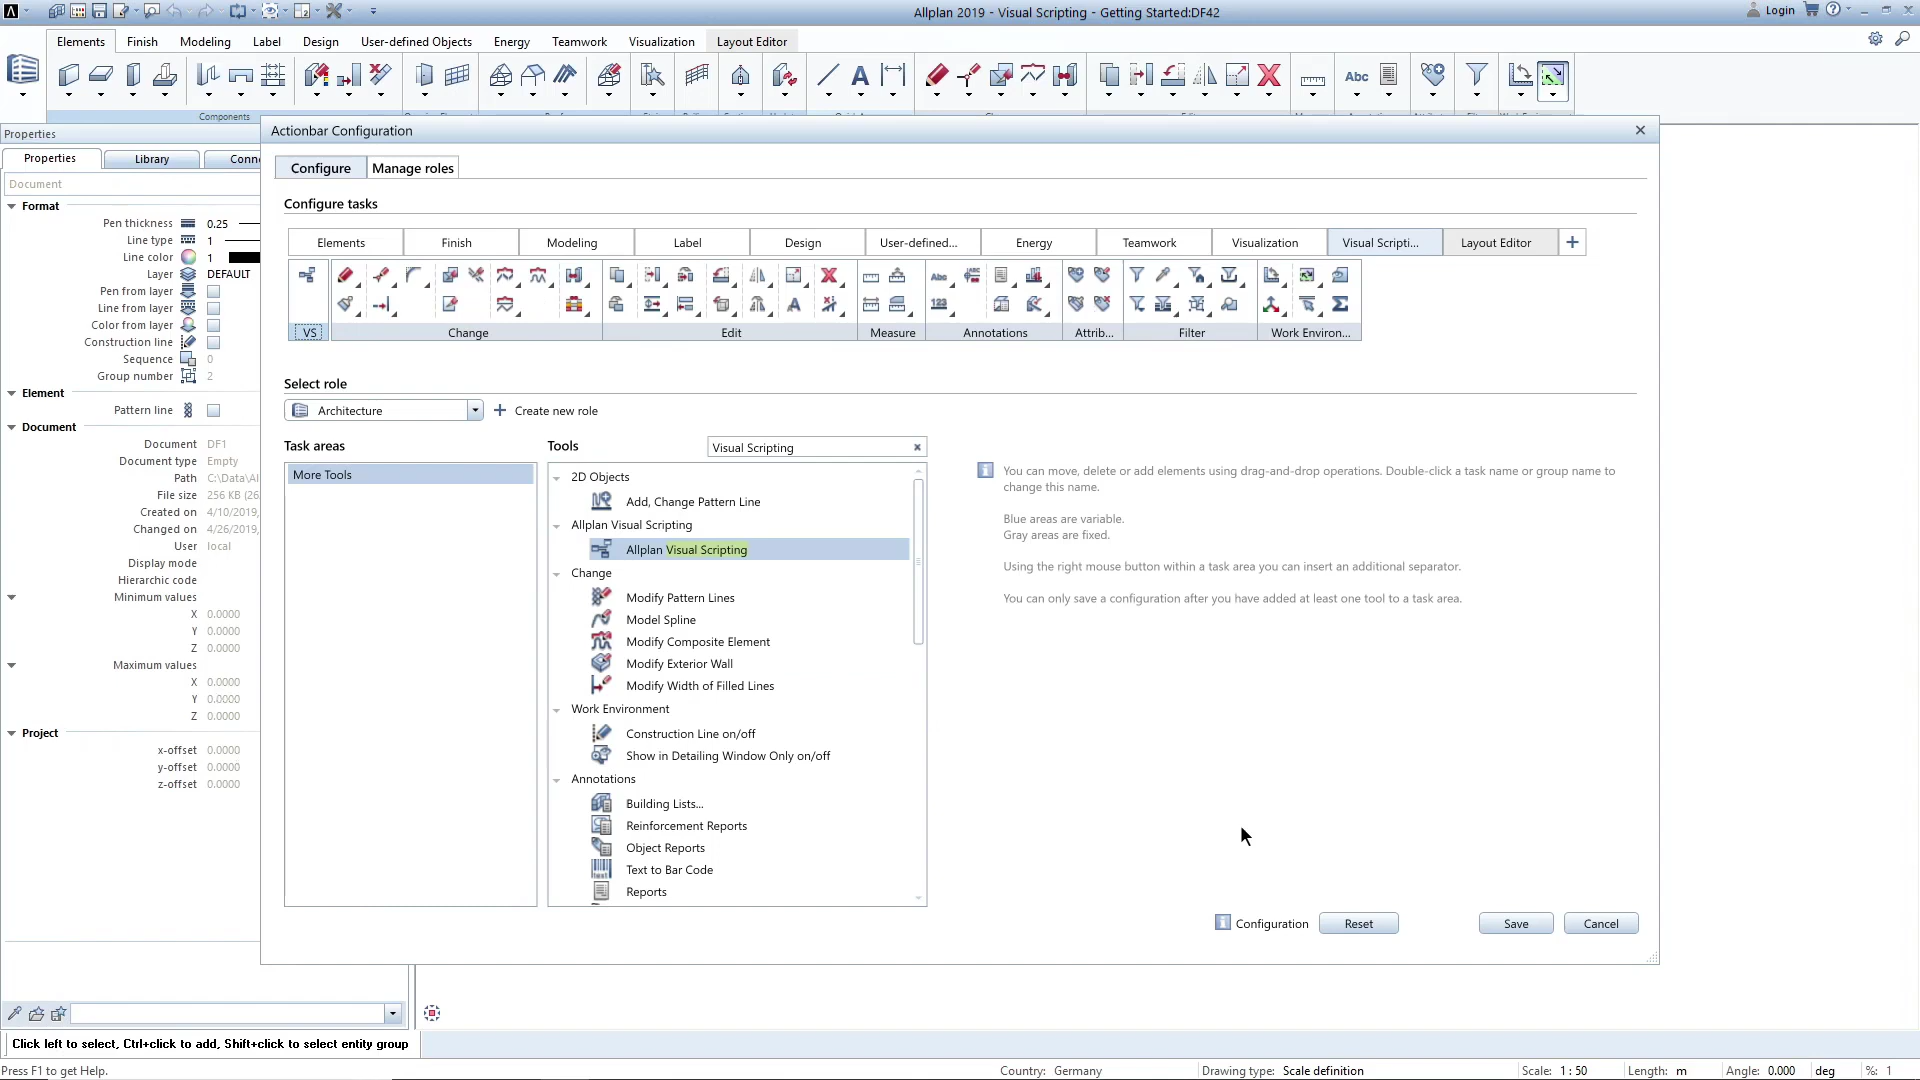 Allplan 2019 - Visual Scripting - Getting Started:DF42
Login
Elements
Finish
Modeling
Label
Design
User-defined Objects
Energy
Teamwork
Visualization
Layout Editor
Abc
Components
Properties
Actionbar Configuration
Properties
Library
Conne
Configure
Manage roles
Document
Configure tasks
Format
Pen thickness
0.25
Line type
1
Line color
1
Layer
DEFAULT
Pen from layer
Line from layer
Color from layer
Construction line
Sequence
0
Group number
2
Element
Pattern line
Document
Document
DF1
Document type
Empty
Path
C:\Data\Al
File size
256 KB (26
Created on
4/10/2019,
Changed on
4/26/2019,
User
local
Display mode
Hierarchic code
Minimum values
X
0.0000
Y
0.0000
Z
0.0000
Maximum values
X
0.0000
Y
0.0000
Z
0.0000
Project
x-offset
0.0000
y-offset
0.0000
z-offset
0.0000
Elements
Finish
Modeling
Label
Design
User-defined...
Energy
Teamwork
Visualization
Visual Scripti...
Layout Editor
VS
Change
Edit
Measure
Annotations
Attrib...
Filter
Work Environ...
Select role
Architecture
Create new role
Task areas
More Tools
Tools
Visual Scripting
2D Objects
Add, Change Pattern Line
Allplan Visual Scripting
Allplan Visual Scripting
Change
Modify Pattern Lines
Model Spline
Modify Composite Element
Modify Exterior Wall
Modify Width of Filled Lines
Work Environment
Construction Line on/off
Show in Detailing Window Only on/off
Annotations
Building Lists...
Reinforcement Reports
Object Reports
Text to Bar Code
Reports
You can move, delete or add elements using drag-and-drop operations. Double-click a task name or group name to
change this name.
Blue areas are variable.
Gray areas are fixed.
Using the right mouse button within a task area you can insert an additional separator.
You can only save a configuration after you have added at least one tool to a task area.
Configuration
Reset
Save
Cancel
Click left to select, Ctrl+click to add, Shift+click to select entity group
Press F1 to get Help.
Country: Germany
Drawing type: Scale definition
Scale: 1 : 50
Length: m
Angle: 0.000
deg
%: 1